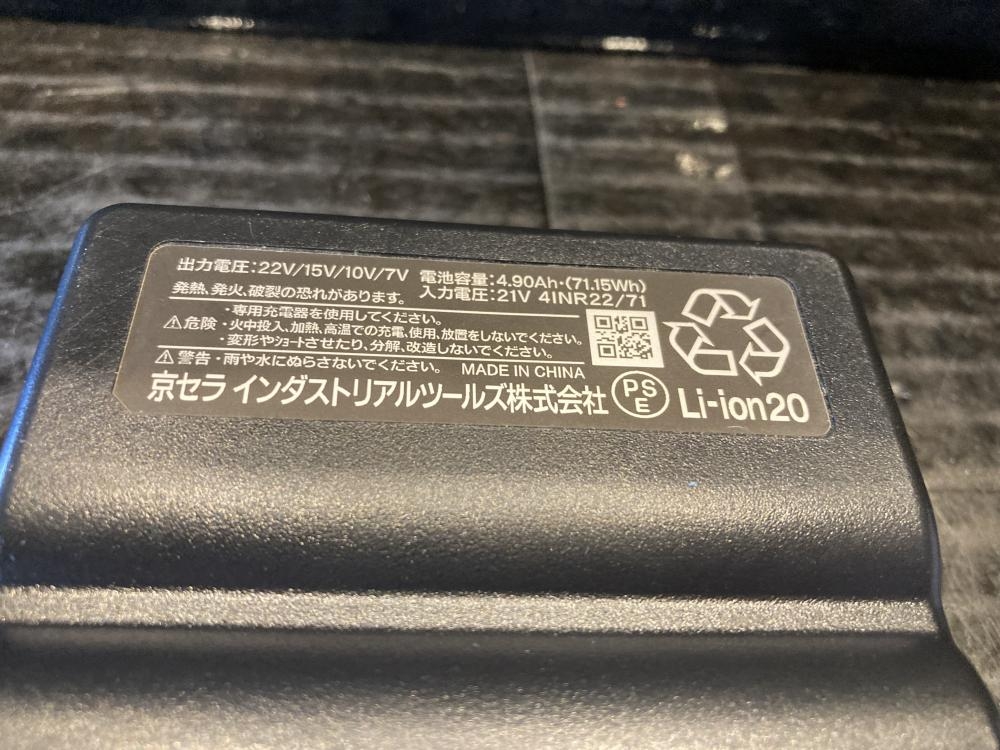 出力電圧:22V/15V/10V/7V 電池容量:4.90Ah・(71.15Wh)
発熱、発火、破裂の恐れがあります。 入力電圧:21V 4INR22/71
⚠危険
・専用充電器を使用してください。
・火中投入、加熱、高温での充電、使用、放置をしないでください。
・変形やショートさせたり、分解、改造しないでください。
⚠警告・雨や水にぬらさないでください。 MADE IN CHINA
京セラ インダストリアルツールズ株式会社 PSE Li-ion20